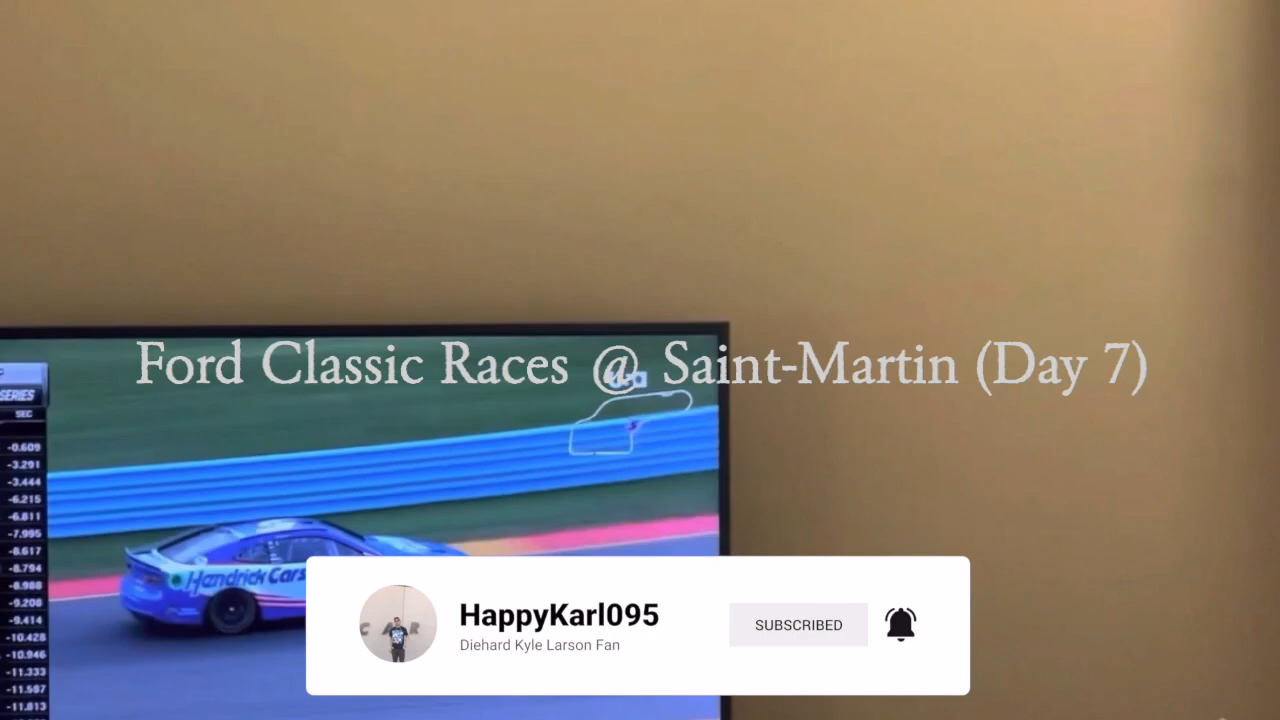 Ford Classic Races @ Saint-Martin (Day 7)
SERIES
SEC
-0.609
-3.291
-3.444
-6.215
-6.811
-7.995
-8.617
-8.794
-8.988
-9.208
-9.414
-10.428
-10.946
-11.333
-11.587
-11.813
Hendrick Cars
HappyKarl095
Diehard Kyle Larson Fan
SUBSCRIBED